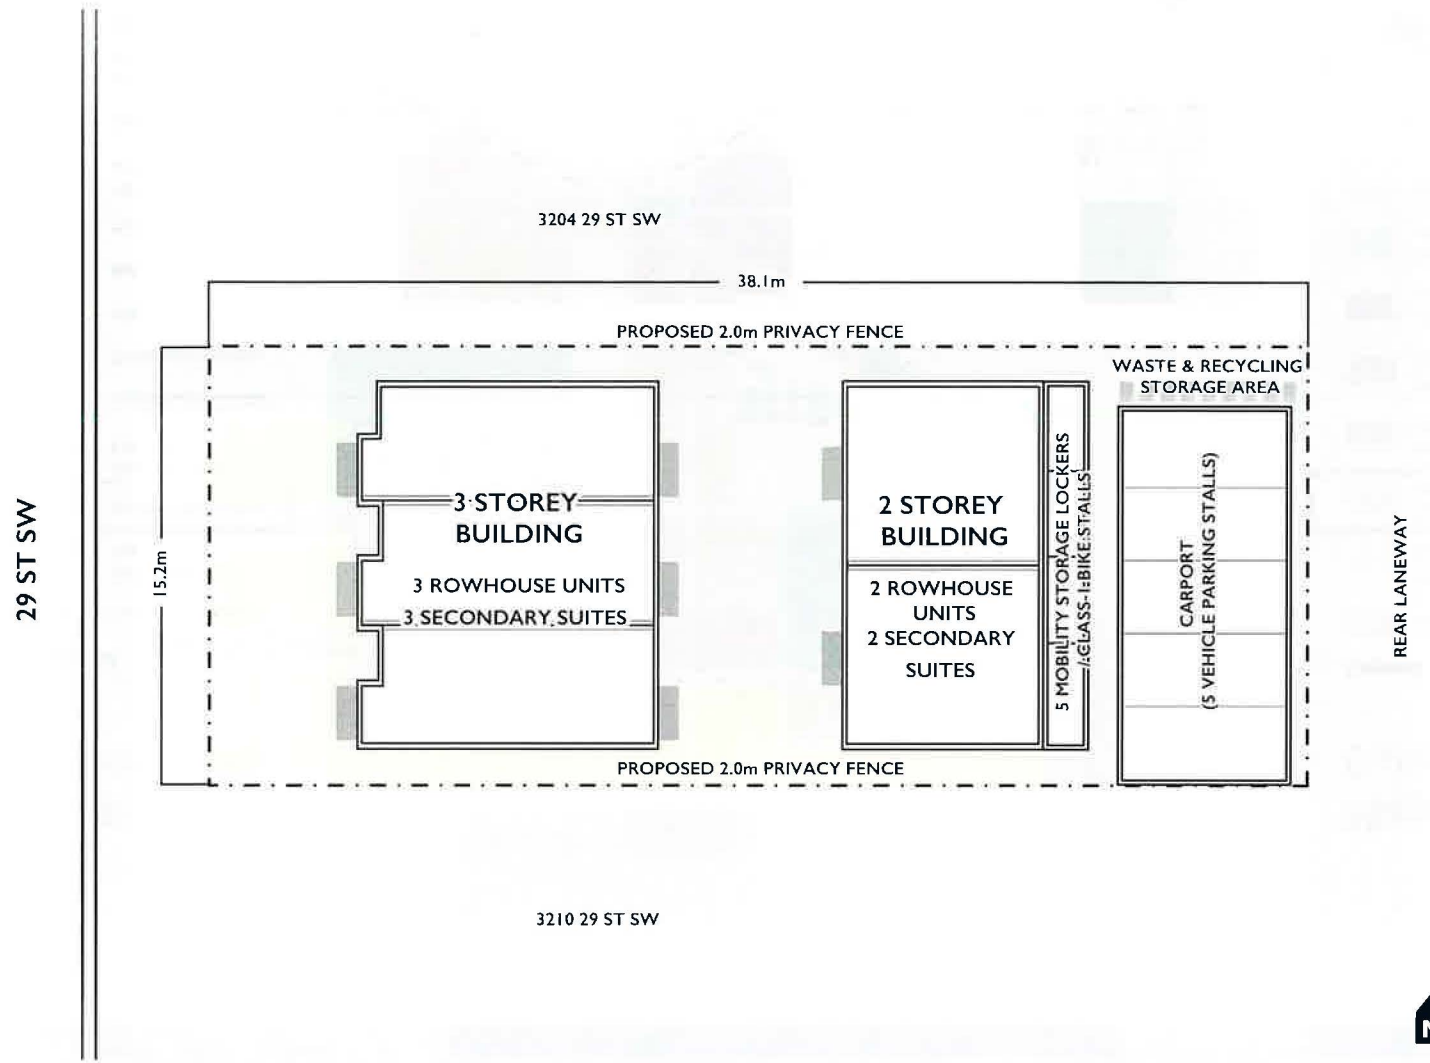 3204 29 ST SW
38.1m
PROPOSED 2.0m PRIVACY FENCE
WASTE & RECYCLING
STORAGE AREA
29 ST SW
15.2m
3 STOREY
BUILDING
3 ROWHOUSE UNITS
3 SECONDARY SUITES
2 STOREY
BUILDING
2 ROWHOUSE
UNITS
2 SECONDARY
SUITES
5 MOBILITY STORAGE LOCKERS
/ CLASS-1 BIKE STALLS
CARPORT
(5 VEHICLE PARKING STALLS)
REAR LANEWAY
PROPOSED 2.0m PRIVACY FENCE
3210 29 ST SW
N